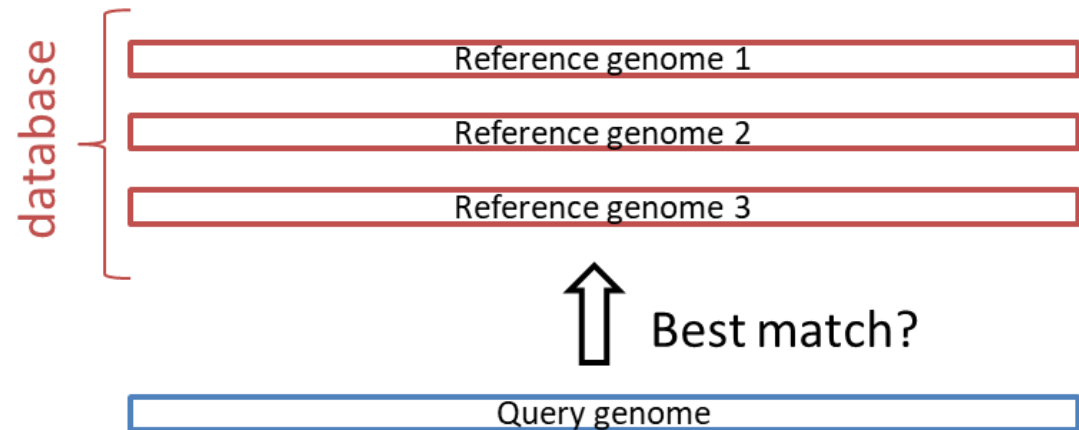 database
Reference genome 1
Reference genome 2
Reference genome 3
Best match?
Query genome